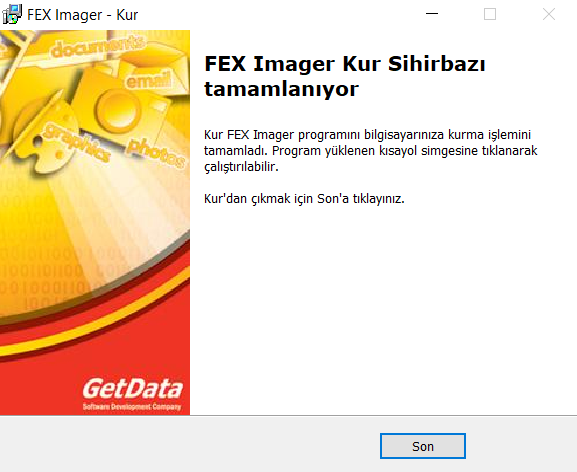 FEX Imager - Kur
documents
email
graphics
photos
FEX Imager Kur Sihirbazı
tamamlanıyor
Kur FEX Imager programını bilgisayarınıza kurma işlemini
tamamladı. Program yüklenen kısayol simgesine tıklanarak
çalıştırılabilir.
Kur'dan çıkmak için Son'a tıklayınız.
GetData
Software Development Company
Son